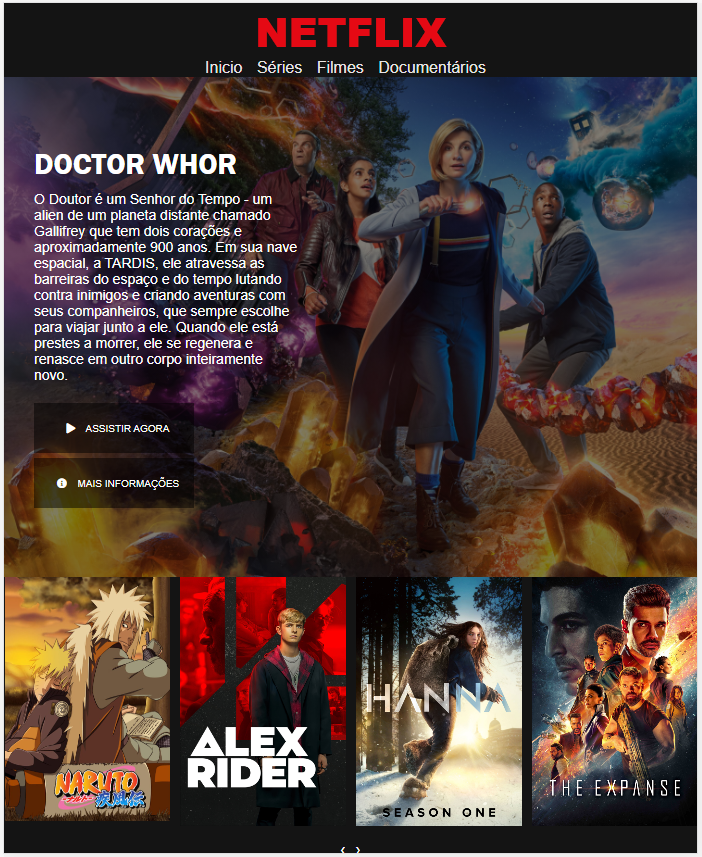 NETFLIX
Inicio Séries Filmes Documentários
DOCTOR WHOR
O Doutor é um Senhor do Tempo - um
alien de um planeta distante chamado
Gallifrey que tem dois corações e
aproximadamente 900 anos. Em sua nave
espacial, a TARDIS, ele atravessa as
barreiras do espaço e do tempo lutando
contra inimigos e criando aventuras com
seus companheiros, que sempre escolhe
para viajar junto a ele. Quando ele está
prestes a morrer, ele se regenera e
renasce em outro corpo inteiramente
novo.
ASSISTIR AGORA
MAIS INFORMAÇÕES
NARUTO
疾風伝
ALEX
RIDER
HANNA
SEASON ONE
THE EXPANSE